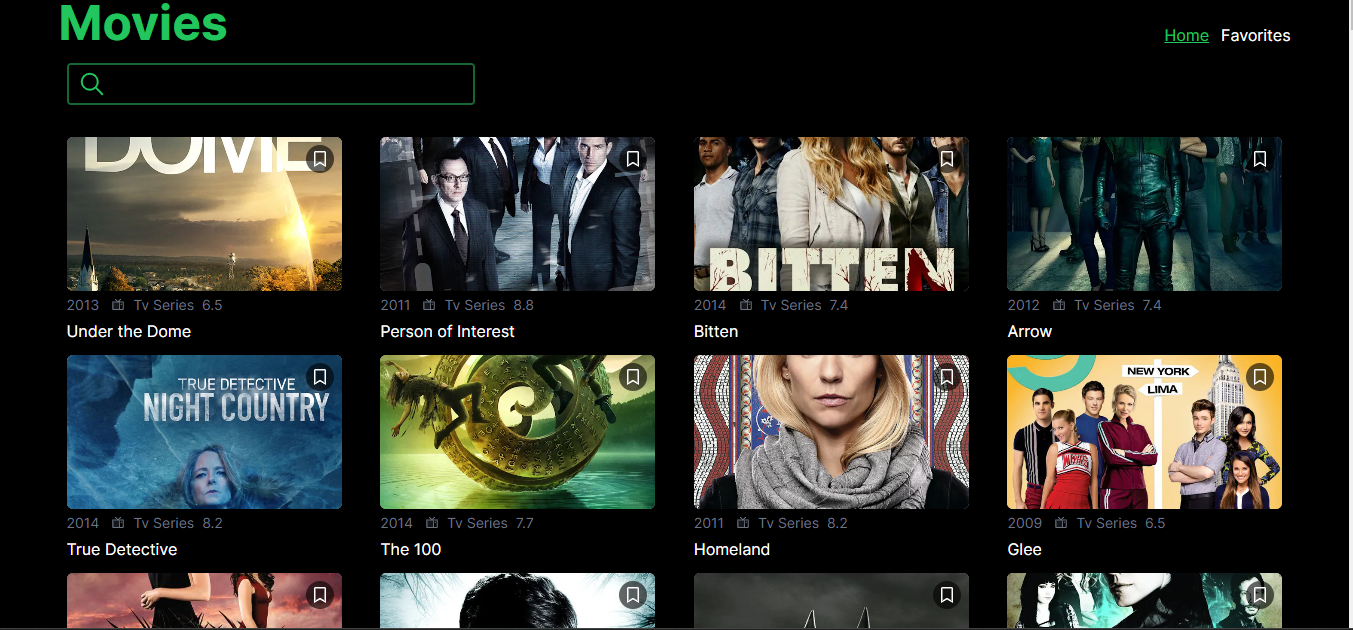 Movies
Home Favorites
DOME
BITTEN
2013 Tv Series 6.5
2011 Tv Series 8.8
2014 Tv Series 7.4
2012 Tv Series 7.4
Under the Dome
Person of Interest
Bitten
Arrow
TRUE DETECTIVE
NIGHT COUNTRY
NEW YORK
LIMA
2014 Tv Series 8.2
2014 Tv Series 7.7
2011 Tv Series 8.2
2009 Tv Series 6.5
True Detective
The 100
Homeland
Glee